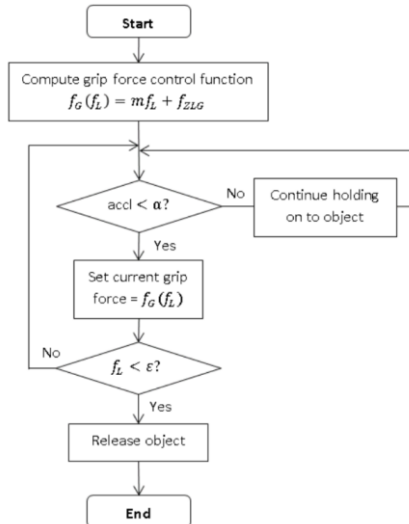 Start
Compute grip force control function
f_G(f_L) = mf_L + f_ZLG
accl < α?
No
Continue holding
on to object
Yes
Set current grip
force = f_G(f_L)
No
f_L < ε?
Yes
Release object
End